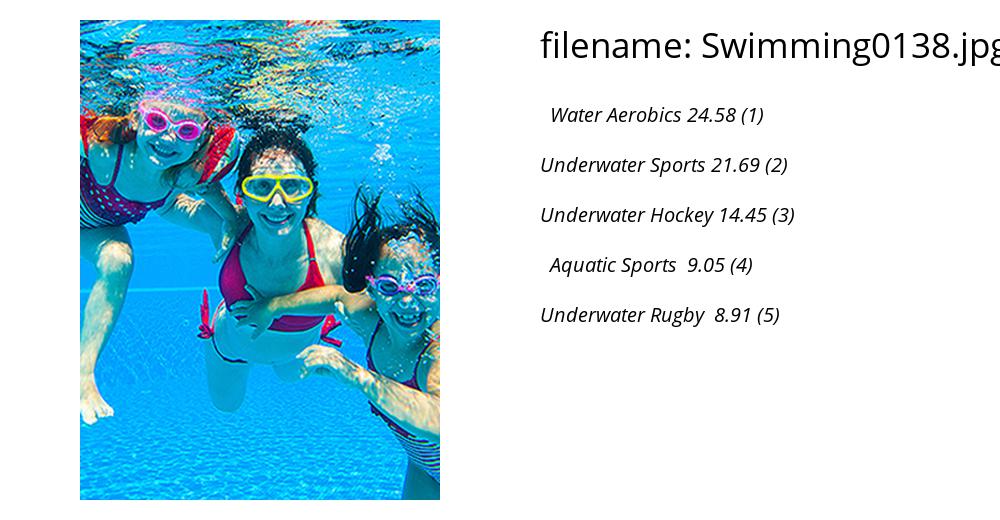 filename: Swimming0138.jpg
Water Aerobics 24.58 (1)
Underwater Sports 21.69 (2)
Underwater Hockey 14.45 (3)
Aquatic Sports 9.05 (4)
Underwater Rugby 8.91 (5)